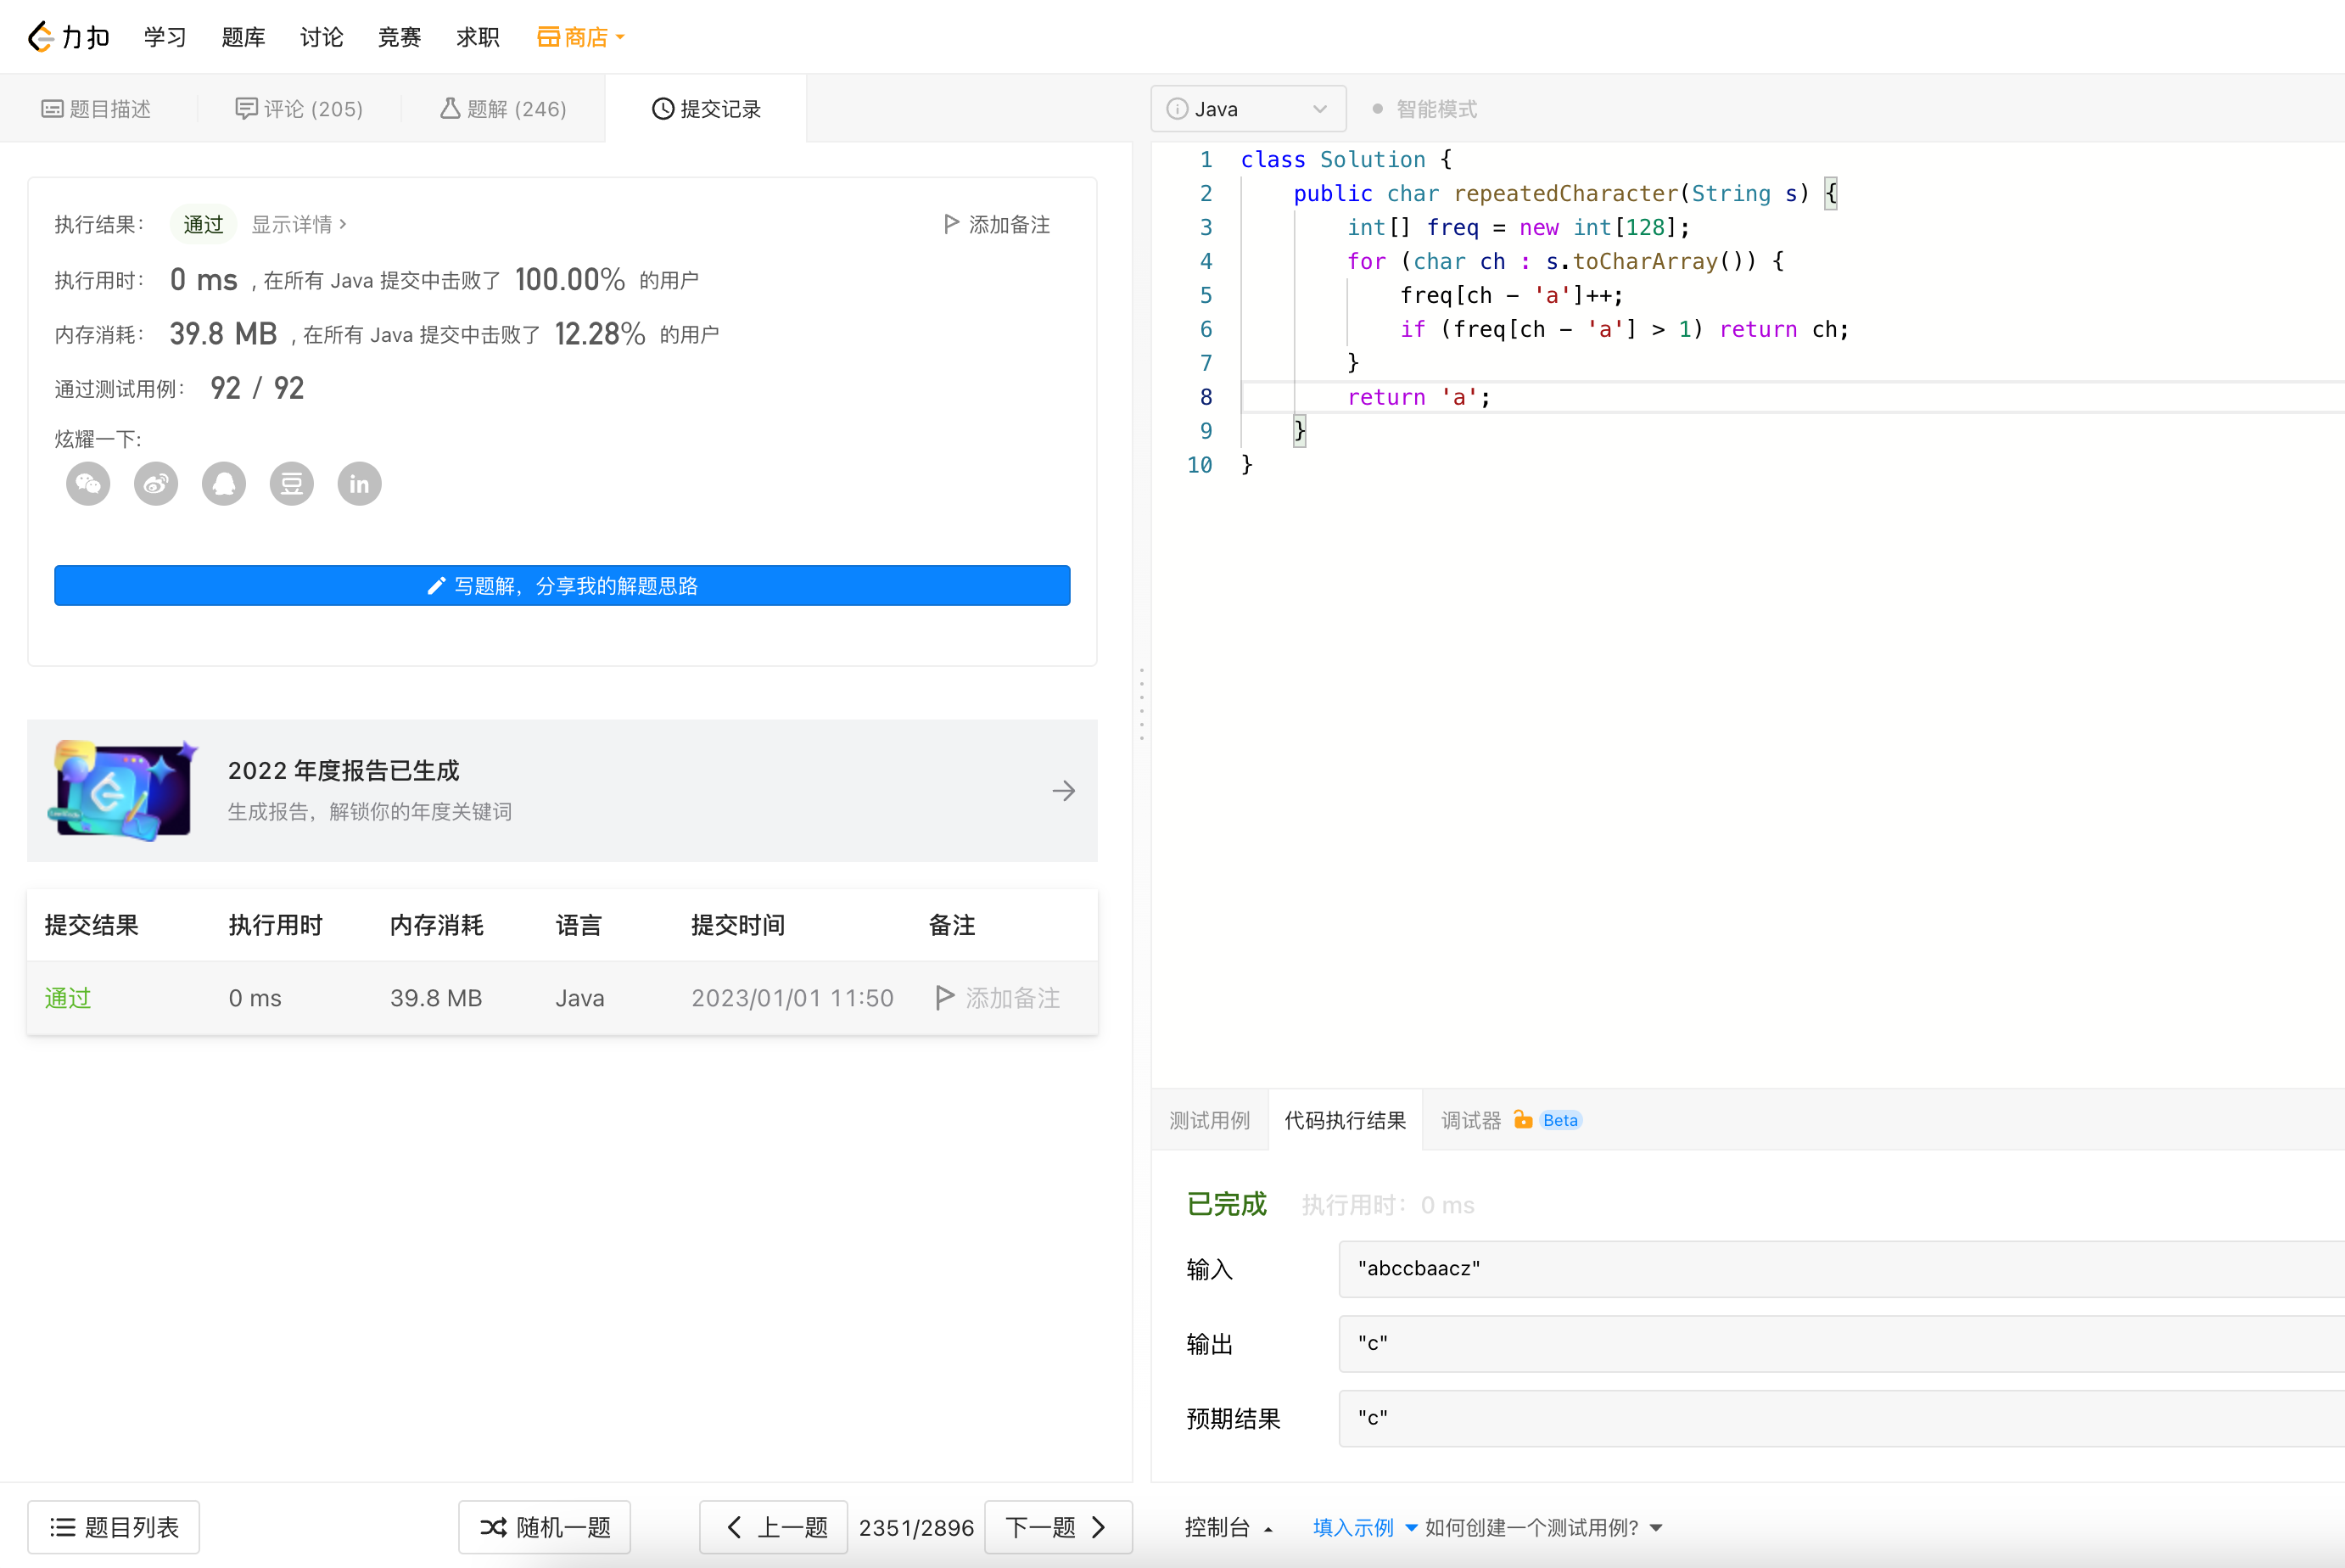 力扣 学习 题库 讨论 竞赛 求职 商店
题目描述 评论 (205) 题解 (246) 提交记录
执行结果： 通过 显示详情 > 添加备注
执行用时： 0 ms , 在所有 Java 提交中击败了 100.00% 的用户
内存消耗： 39.8 MB , 在所有 Java 提交中击败了 12.28% 的用户
通过测试用例： 92 / 92
炫耀一下:
写题解，分享我的解题思路
2022 年度报告已生成
生成报告，解锁你的年度关键词
提交结果 执行用时 内存消耗 语言 提交时间 备注
通过 0 ms 39.8 MB Java 2023/01/01 11:50 添加备注
题目列表 随机一题 上一题 2351/2896 下一题
Java 智能模式
1 class Solution {
2 public char repeatedCharacter(String s) {
3 int[] freq = new int[128];
4 for (char ch : s.toCharArray()) {
5 freq[ch - 'a']++;
6 if (freq[ch - 'a'] > 1) return ch;
7 }
8 return 'a';
9 }
10 }
测试用例 代码执行结果 调试器 Beta
已完成 执行用时：0 ms
输入 "abccbaacz"
输出 "c"
预期结果 "c"
控制台 填入示例 如何创建一个测试用例?